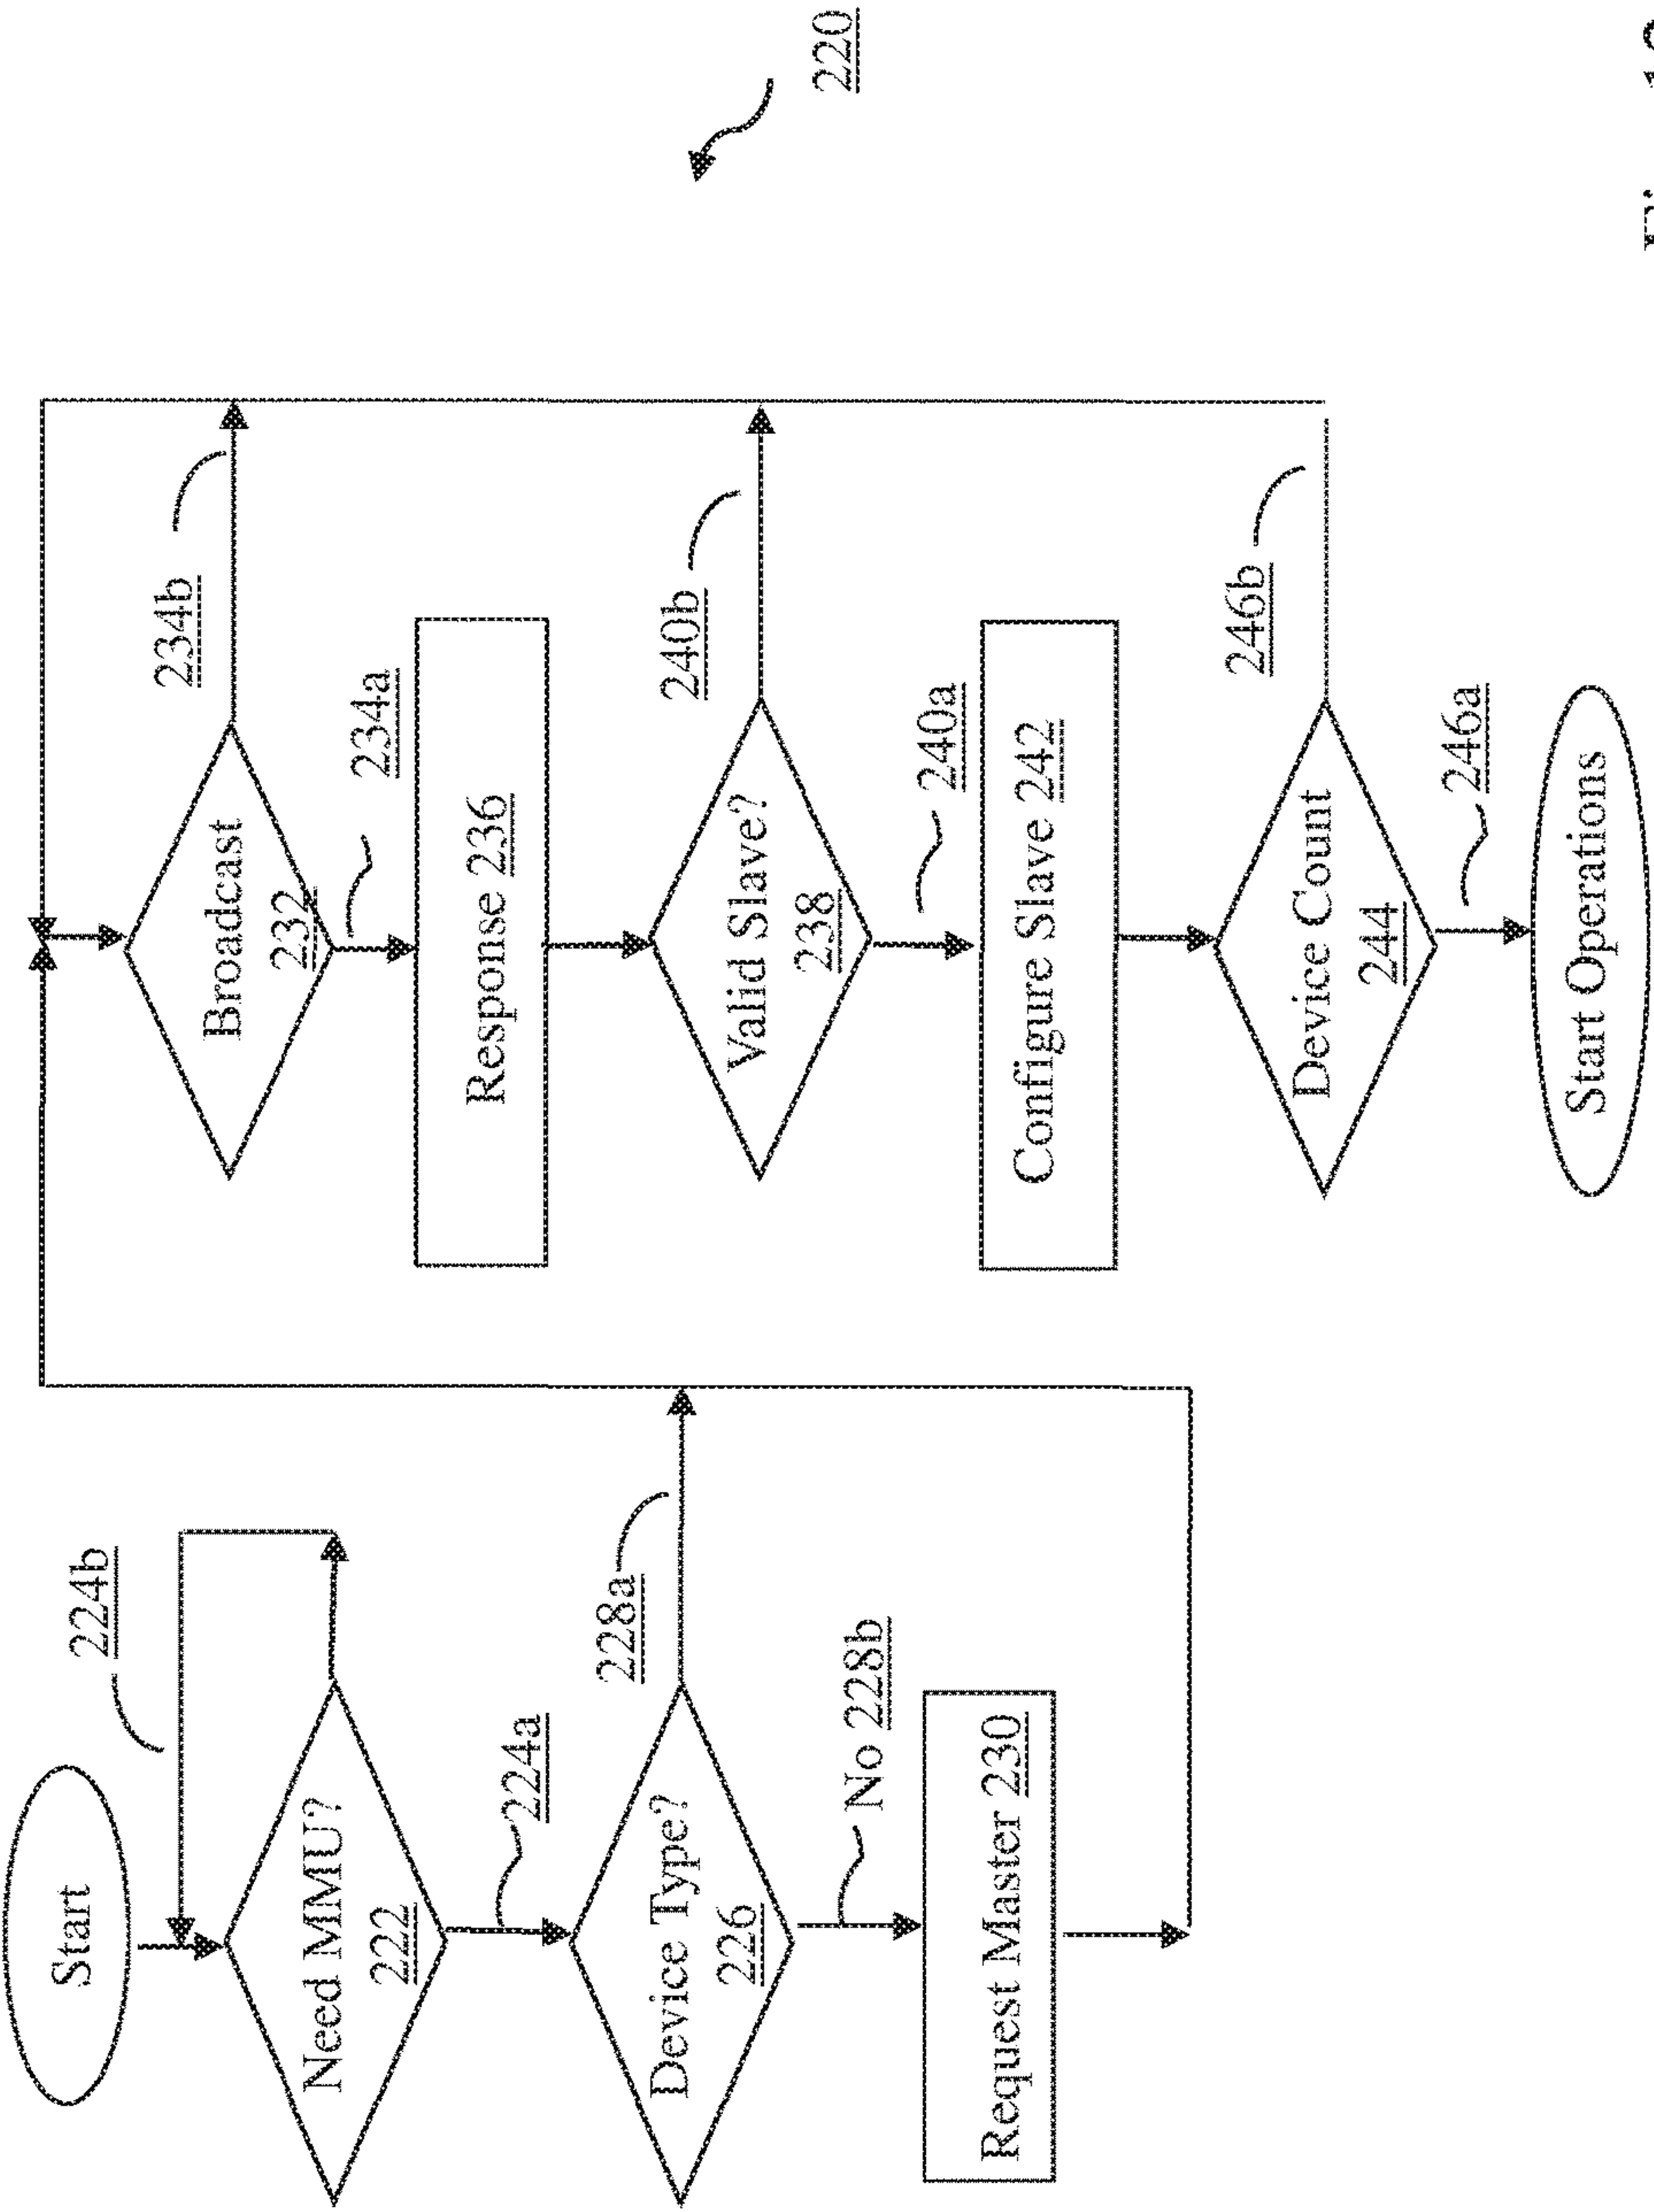 Start
224b
Need MMU?
222
224a
Device Type?
226
228a
No 228b
Request Master 230
Broadcast
232
234b
234a
Response 236
Valid Slave?
238
240b
240a
Configure Slave 242
Device Count
244
246b
246a
Start Operations
220